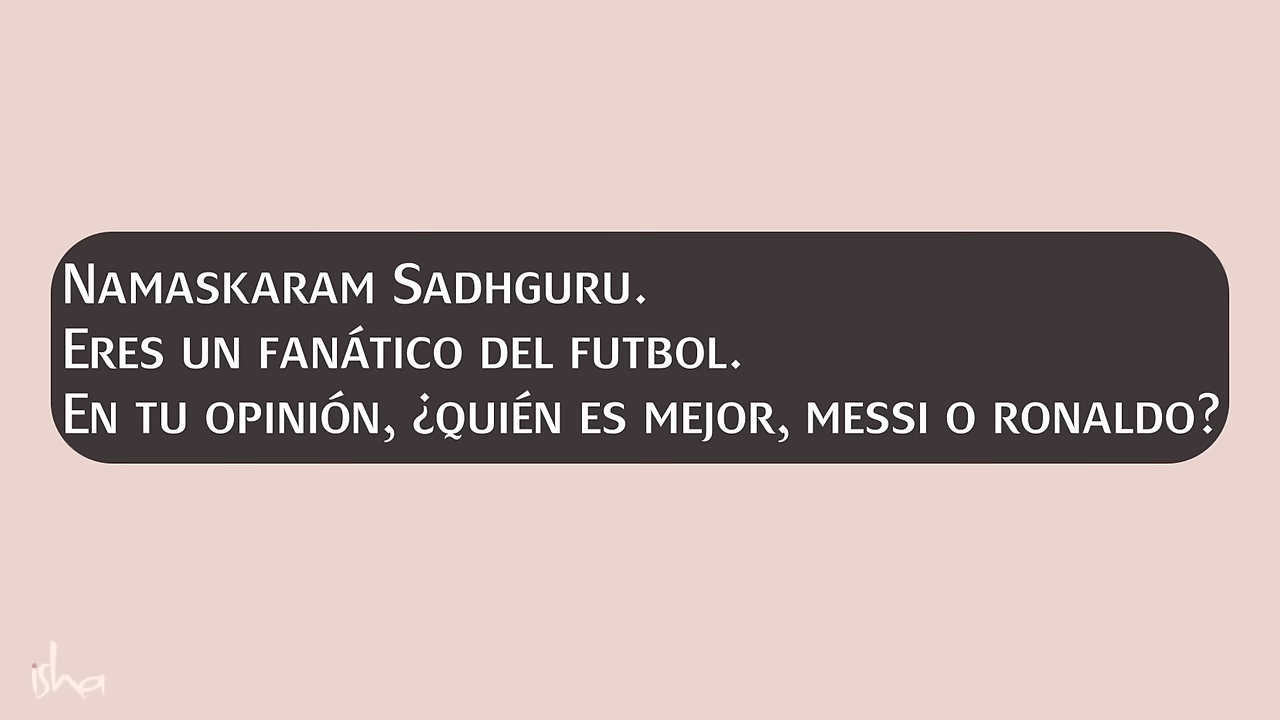 Namaskaram Sadhguru.
Eres un fanático del futbol.
En tu opinión, ¿quién es mejor, messi o ronaldo?
isha